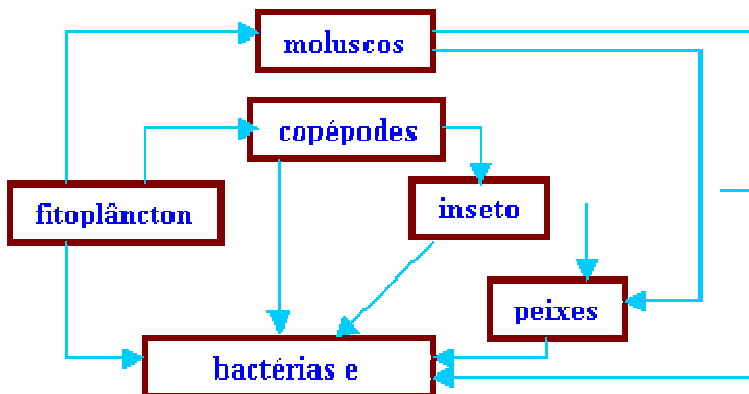 moluscos
copépodes
fitoplâncton
inseto
peixes
bactérias e